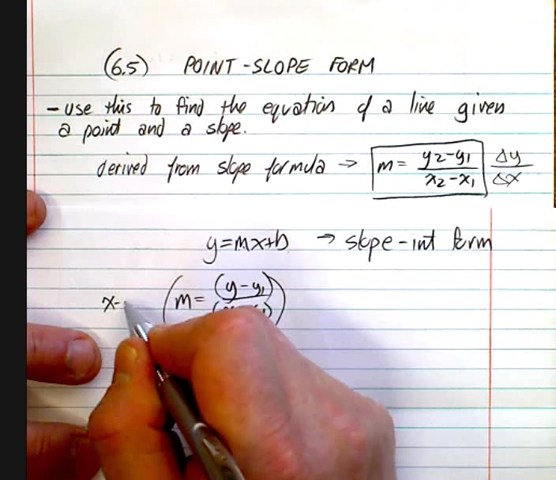 (6.5) POINT-SLOPE FORM
- use this to find the equation of a line given
a point and a slope.
derived from slope formula → m = y2-y1 / x2-x1 Δy / Δx
y=mx+b → slope-int form
x- (m = (y-y1)